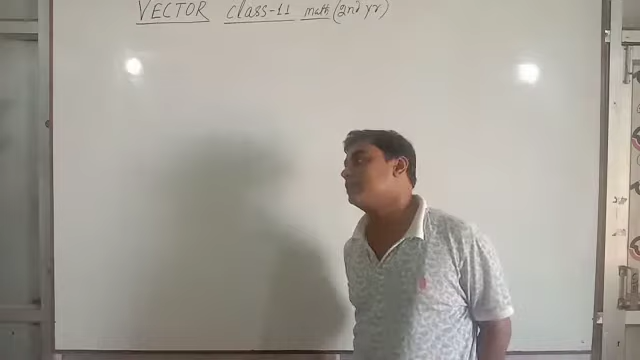 VECTOR class-11 math (2nd yr)